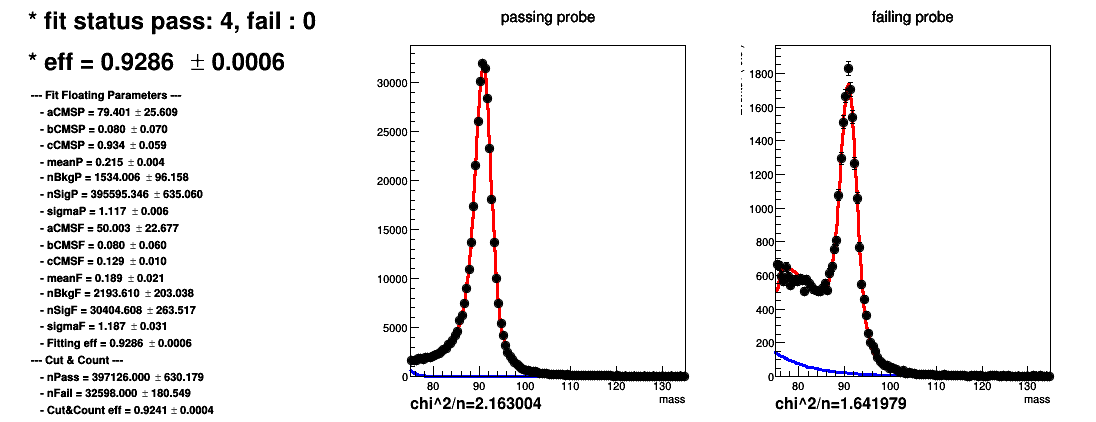 * fit status pass: 4, fail : 0
* eff = 0.9286 ± 0.0006
--- Fit Floating Parameters ---
- aCMSP = 79.401 ± 25.609
- bCMSP = 0.080 ± 0.070
- cCMSP = 0.934 ± 0.059
- meanP = 0.215 ± 0.004
- nBkgP = 1534.006 ± 96.158
- nSigP = 395595.346 ± 635.060
- sigmaP = 1.117 ± 0.006
- aCMSF = 50.003 ± 22.677
- bCMSF = 0.080 ± 0.060
- cCMSF = 0.129 ± 0.010
- meanF = 0.189 ± 0.021
- nBkgF = 2193.610 ± 203.038
- nSigF = 30404.608 ± 263.517
- sigmaF = 1.187 ± 0.031
- Fitting eff = 0.9286 ± 0.0006
--- Cut & Count ---
- nPass = 397126.000 ± 630.179
- nFail = 32598.000 ± 180.549
- Cut&Count eff = 0.9241 ± 0.0004
passing probe
30000
25000
20000
15000
10000
5000
0
80 90 100 110 120 130
mass
chi^2/n=2.163004
failing probe
1800
1600
1400
1200
1000
800
600
400
200
0
80 90 100 110 120 130
mass
chi^2/n=1.641979